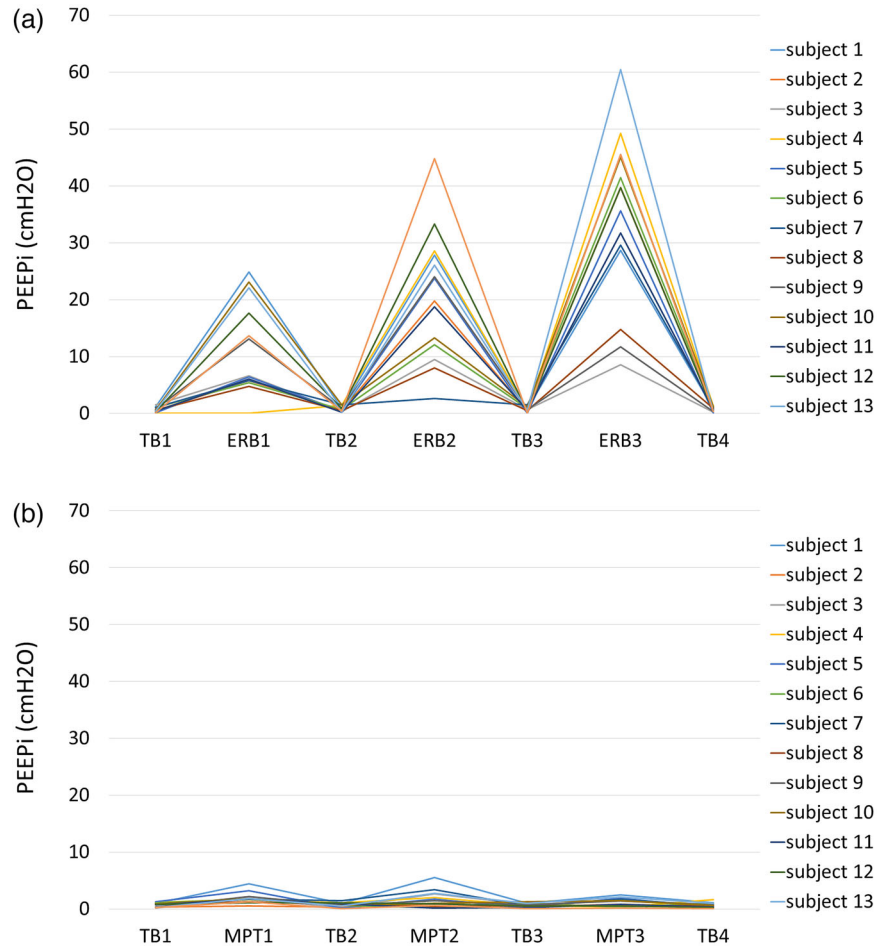 (a)
PEEPi (cmH2O)
70
60
50
40
30
20
10
0
TB1 ERB1 TB2 ERB2 TB3 ERB3 TB4
subject 1
subject 2
subject 3
subject 4
subject 5
subject 6
subject 7
subject 8
subject 9
subject 10
subject 11
subject 12
subject 13
(b)
PEEPi (cmH2O)
70
60
50
40
30
20
10
0
TB1 MPT1 TB2 MPT2 TB3 MPT3 TB4
subject 1
subject 2
subject 3
subject 4
subject 5
subject 6
subject 7
subject 8
subject 9
subject 10
subject 11
subject 12
subject 13